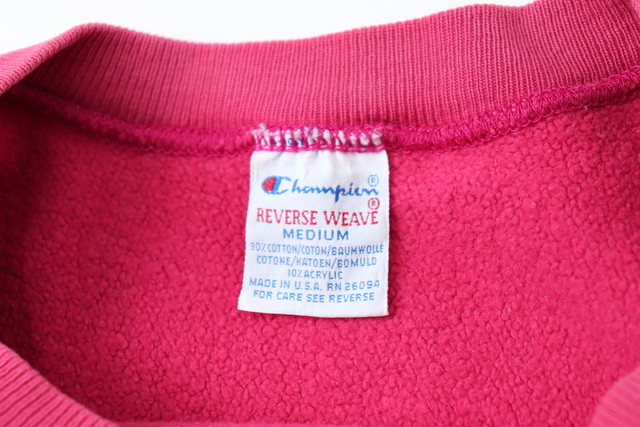 Champion®
REVERSE WEAVE®
MEDIUM
90% COTTON/COTON/BAUMWOLLE
COTONE/KATOEN/BOMULD
10% ACRYLIC
MADE IN U.S.A. RN 26094
FOR CARE SEE REVERSE